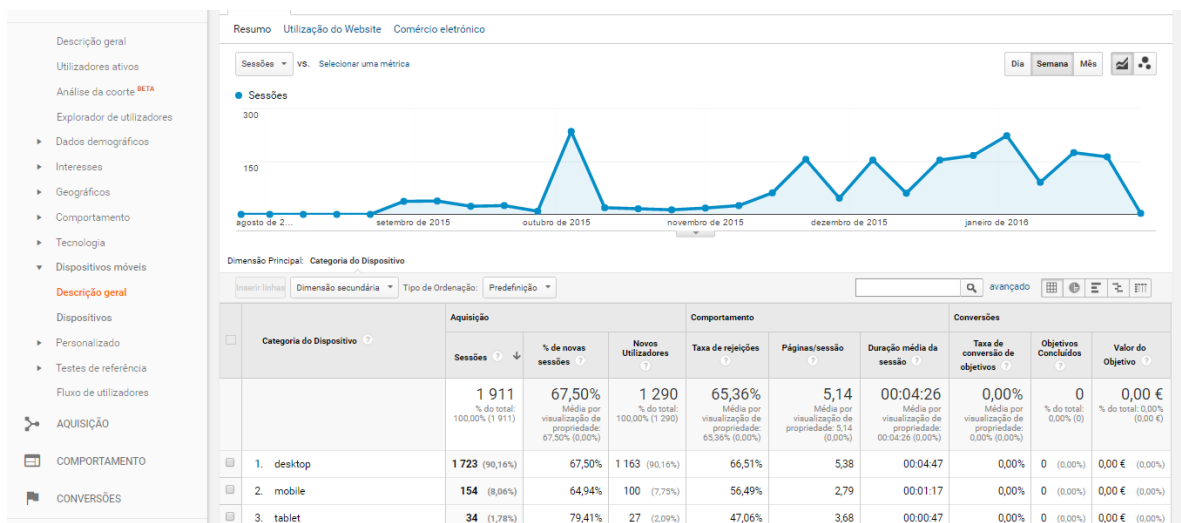 Resumo Utilização do Website Comércio eletrónico
Descrição geral
Utilizadores ativos
Análise da coorte BETA
Explorador de utilizadores
Dados demográficos
Interesses
Geográficos
Comportamento
Tecnologia
Dispositivos móveis
Descrição geral
Dispositivos
Personalizado
Testes de referência
Fluxo de utilizadores
AQUISIÇÃO
COMPORTAMENTO
CONVERSÕES
Sessões VS. Selecionar uma métrica
Dia Semana Mês
Sessões
300
150
agosto de 2... setembro de 2015 outubro de 2015 novembro de 2015 dezembro de 2015 janeiro de 2016
Dimensão Principal: Categoria do Dispositivo
Inserir linhas Dimensão secundária Tipo de Ordenação: Predefinição avançado
Aquisição Comportamento Conversões
Categoria do Dispositivo ?
Sessões ?
% de novas
sessões ?
Novos
Utilizadores
?
Taxa de rejeições
?
Páginas/sessão
?
Duração média da
sessão ?
Taxa de
conversão de
objetivos ?
Objetivos
Concluídos
?
Valor do
Objetivo ?
1 911
% do total:
100,00% (1 911)
67,50%
Média por
visualização de
propriedade:
67,50% (0,00%)
1 290
% do total:
100,00% (1 290)
65,36%
Média por
visualização de
propriedade:
65,36% (0,00%)
5,14
Média por
visualização de
propriedade: 5,14
(0,00%)
00:04:26
Média por
visualização de
propriedade:
00:04:26 (0,00%)
0,00%
Média por
visualização de
propriedade:
0,00% (0,00%)
0
% do total:
0,00% (0)
0,00 €
% do total: 0,00%
(0,00 €)
1. desktop 1 723 (90,16%) 67,50% 1 163 (90,16%) 66,51% 5,38 00:04:47 0,00% 0 (0,00%) 0,00 € (0,00%)
2. mobile 154 (8,06%) 64,94% 100 (7,75%) 56,49% 2,79 00:01:17 0,00% 0 (0,00%) 0,00 € (0,00%)
3. tablet 34 (1,78%) 79,41% 27 (2,09%) 47,06% 3,68 00:00:47 0,00% 0 (0,00%) 0,00 € (0,00%)